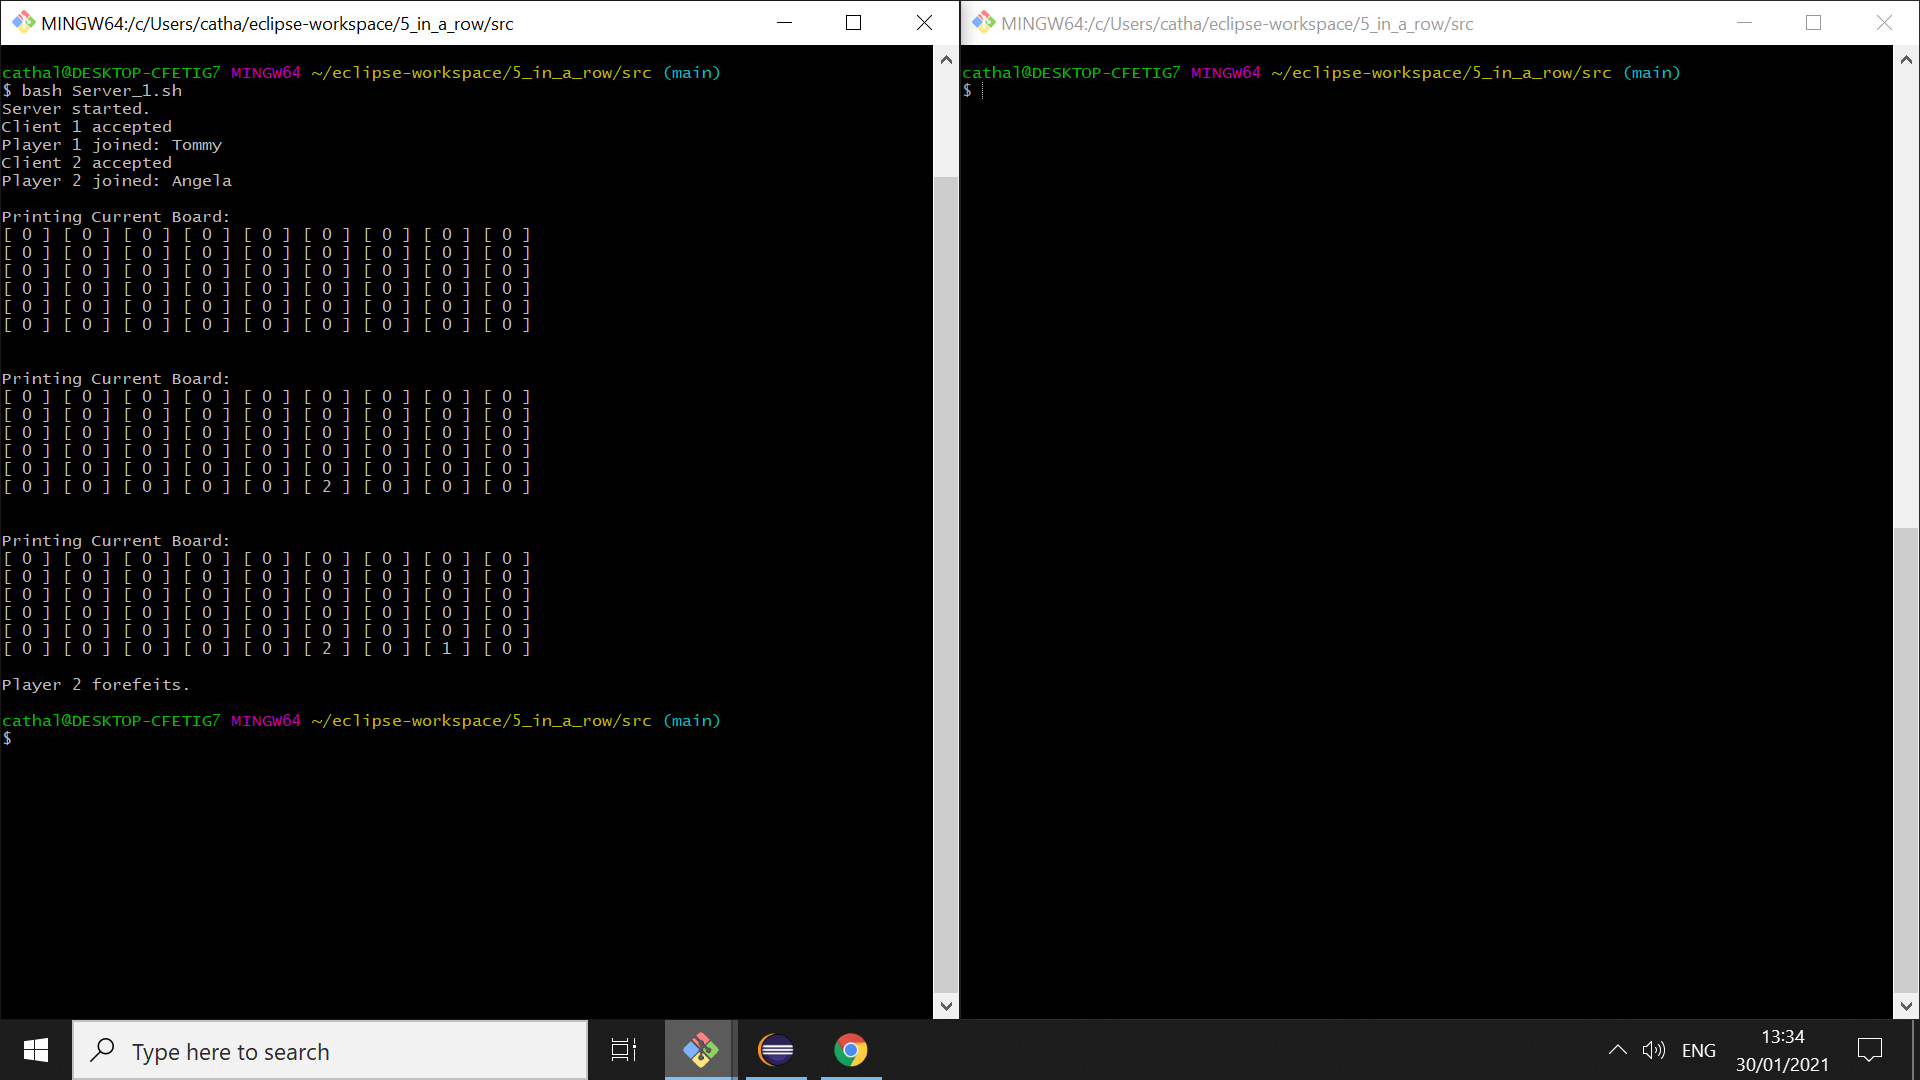 MINGW64:/c/Users/catha/eclipse-workspace/5_in_a_row/src
cathal@DESKTOP-CFETIG7 MINGW64 ~/eclipse-workspace/5_in_a_row/src (main)
$ bash Server_1.sh
Server started.
Client 1 accepted
Player 1 joined: Tommy
Client 2 accepted
Player 2 joined: Angela
Printing Current Board:
[ 0 ] [ 0 ] [ 0 ] [ 0 ] [ 0 ] [ 0 ] [ 0 ] [ 0 ] [ 0 ]
[ 0 ] [ 0 ] [ 0 ] [ 0 ] [ 0 ] [ 0 ] [ 0 ] [ 0 ] [ 0 ]
[ 0 ] [ 0 ] [ 0 ] [ 0 ] [ 0 ] [ 0 ] [ 0 ] [ 0 ] [ 0 ]
[ 0 ] [ 0 ] [ 0 ] [ 0 ] [ 0 ] [ 0 ] [ 0 ] [ 0 ] [ 0 ]
[ 0 ] [ 0 ] [ 0 ] [ 0 ] [ 0 ] [ 0 ] [ 0 ] [ 0 ] [ 0 ]
[ 0 ] [ 0 ] [ 0 ] [ 0 ] [ 0 ] [ 0 ] [ 0 ] [ 0 ] [ 0 ]
Printing Current Board:
[ 0 ] [ 0 ] [ 0 ] [ 0 ] [ 0 ] [ 0 ] [ 0 ] [ 0 ] [ 0 ]
[ 0 ] [ 0 ] [ 0 ] [ 0 ] [ 0 ] [ 0 ] [ 0 ] [ 0 ] [ 0 ]
[ 0 ] [ 0 ] [ 0 ] [ 0 ] [ 0 ] [ 0 ] [ 0 ] [ 0 ] [ 0 ]
[ 0 ] [ 0 ] [ 0 ] [ 0 ] [ 0 ] [ 0 ] [ 0 ] [ 0 ] [ 0 ]
[ 0 ] [ 0 ] [ 0 ] [ 0 ] [ 0 ] [ 0 ] [ 0 ] [ 0 ] [ 0 ]
[ 0 ] [ 0 ] [ 0 ] [ 0 ] [ 0 ] [ 2 ] [ 0 ] [ 0 ] [ 0 ]
Printing Current Board:
[ 0 ] [ 0 ] [ 0 ] [ 0 ] [ 0 ] [ 0 ] [ 0 ] [ 0 ] [ 0 ]
[ 0 ] [ 0 ] [ 0 ] [ 0 ] [ 0 ] [ 0 ] [ 0 ] [ 0 ] [ 0 ]
[ 0 ] [ 0 ] [ 0 ] [ 0 ] [ 0 ] [ 0 ] [ 0 ] [ 0 ] [ 0 ]
[ 0 ] [ 0 ] [ 0 ] [ 0 ] [ 0 ] [ 0 ] [ 0 ] [ 0 ] [ 0 ]
[ 0 ] [ 0 ] [ 0 ] [ 0 ] [ 0 ] [ 0 ] [ 0 ] [ 0 ] [ 0 ]
[ 0 ] [ 0 ] [ 0 ] [ 0 ] [ 0 ] [ 2 ] [ 0 ] [ 1 ] [ 0 ]
Player 2 forefeits.
cathal@DESKTOP-CFETIG7 MINGW64 ~/eclipse-workspace/5_in_a_row/src (main)
$
MINGW64:/c/Users/catha/eclipse-workspace/5_in_a_row/src
cathal@DESKTOP-CFETIG7 MINGW64 ~/eclipse-workspace/5_in_a_row/src (main)
$
Type here to search
ENG
13:34
30/01/2021